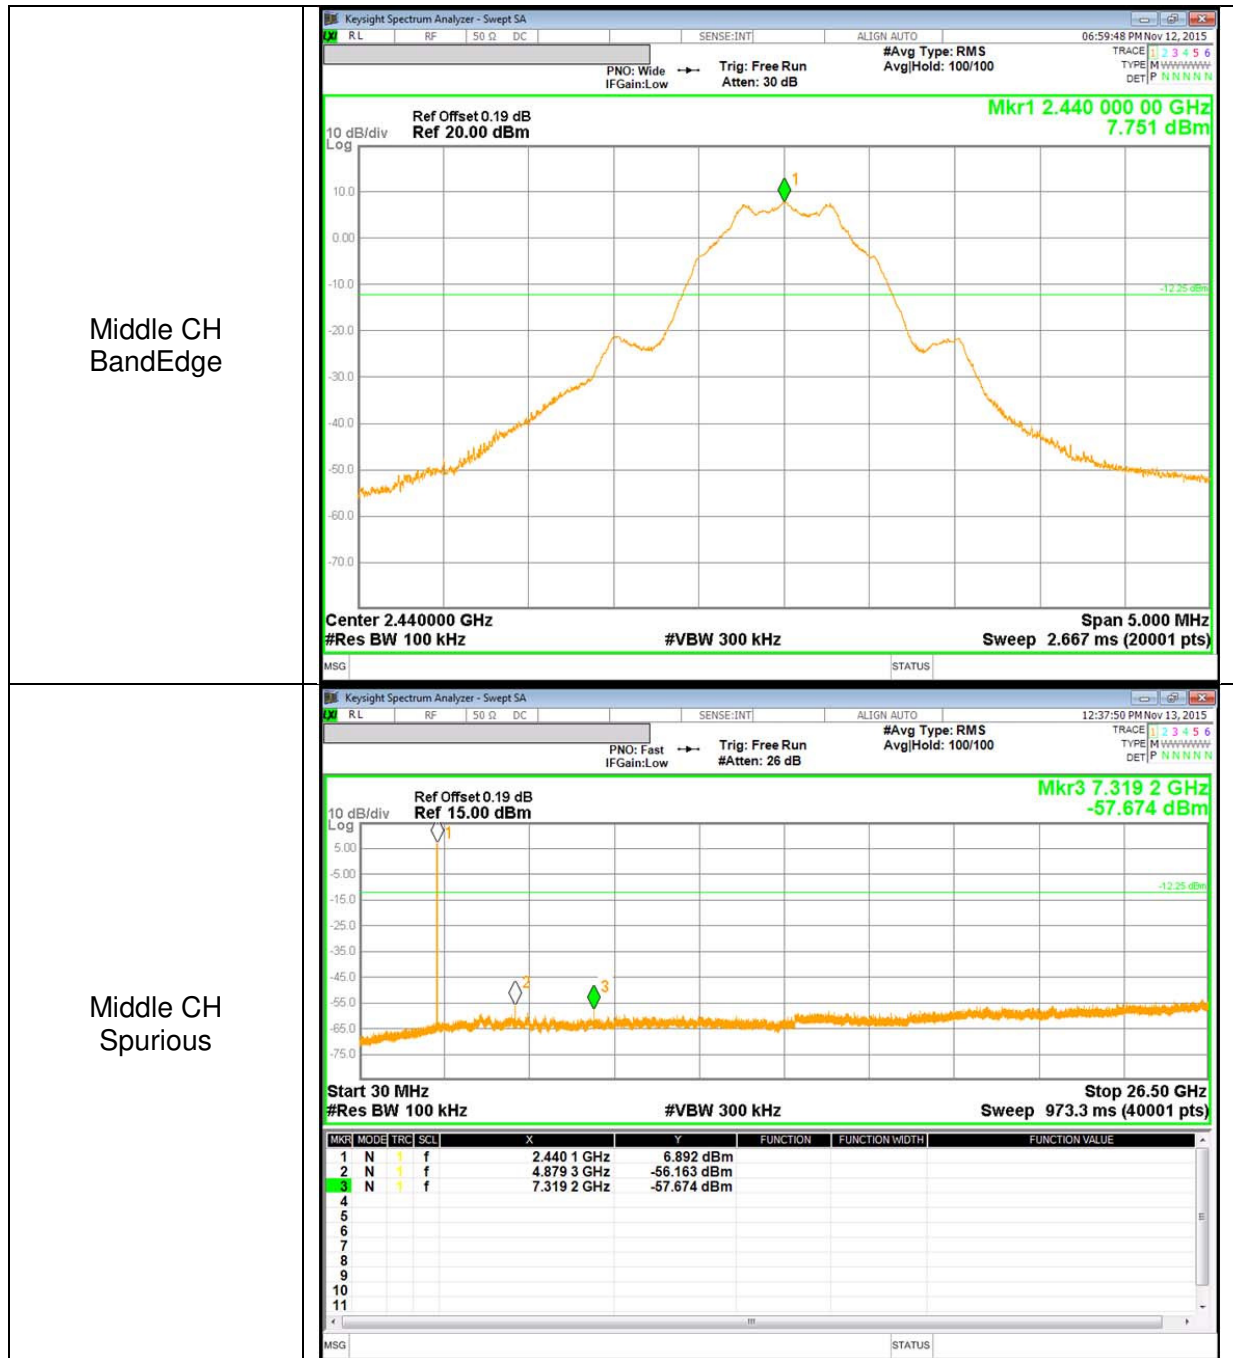 Middle CH
BandEdge
Keysight Spectrum Analyzer - Swept SA
LXI RL RF 50 Ω DC SENSE:INT ALIGN AUTO 06:59:48 PM Nov 12, 2015
#Avg Type: RMS TRACE 1 2 3 4 5 6
PNO: Wide Trig: Free Run Avg|Hold: 100/100 TYPE M WWWWW
IFGain:Low Atten: 30 dB DET P N N N N N
Mkr1 2.440 000 00 GHz
Ref Offset 0.19 dB
10 dB/div Ref 20.00 dBm 7.751 dBm
Log
1
10.0
0.00
-10.0
-12.25 dBm
-20.0
-30.0
-40.0
-50.0
-60.0
-70.0
Center 2.440000 GHz Span 5.000 MHz
#Res BW 100 kHz #VBW 300 kHz Sweep 2.667 ms (20001 pts)
MSG STATUS
Middle CH
Spurious
Keysight Spectrum Analyzer - Swept SA
LXI RL RF 50 Ω DC SENSE:INT ALIGN AUTO 12:37:50 PM Nov 13, 2015
#Avg Type: RMS TRACE 1 2 3 4 5 6
PNO: Fast Trig: Free Run Avg|Hold: 100/100 TYPE M WWWWW
IFGain:Low #Atten: 26 dB DET P N N N N N
Mkr3 7.319 2 GHz
Ref Offset 0.19 dB
10 dB/div Ref 15.00 dBm -57.674 dBm
Log
1
5.00
-5.00
-12.25 dBm
-15.0
-25.0
-35.0
-45.0
2 3
-55.0
-65.0
-75.0
Start 30 MHz Stop 26.50 GHz
#Res BW 100 kHz #VBW 300 kHz Sweep 973.3 ms (40001 pts)
MKR MODE TRC SCL X Y FUNCTION FUNCTION WIDTH FUNCTION VALUE
1 N 1 f 2.440 1 GHz 6.892 dBm
2 N 1 f 4.879 3 GHz -56.163 dBm
3 N 1 f 7.319 2 GHz -57.674 dBm
4
5
6
7
8
9
10
11
MSG STATUS